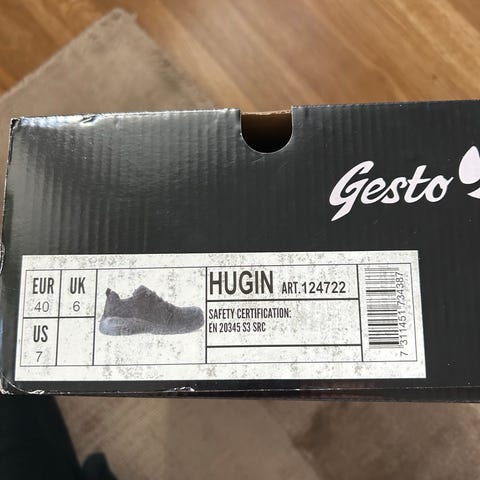 Gesto
EUR UK
40 6
US
7
HUGIN ART.124722
SAFETY CERTIFICATION:
EN 20345 S3 SRC
7 311451 734387